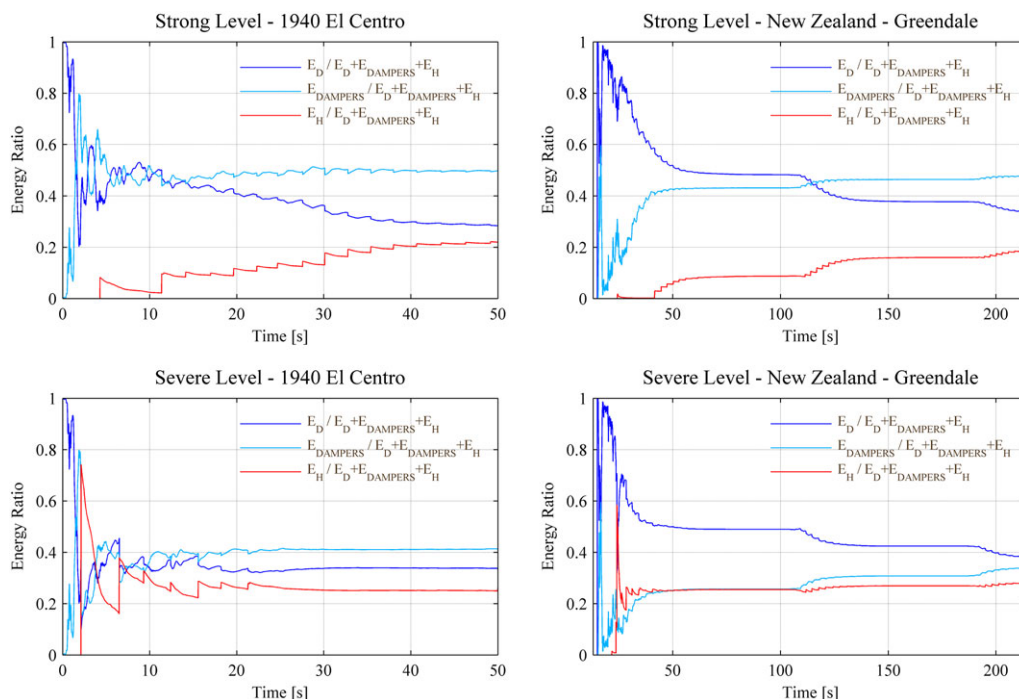 Strong Level - 1940 El Centro
1
0.8
0.6
0.4
0.2
0
Energy Ratio
E_D / E_D+E_DAMPERS+E_H
E_DAMPERS / E_D+E_DAMPERS+E_H
E_H / E_D+E_DAMPERS+E_H
0 10 20 30 40 50
Time [s]
Strong Level - New Zealand - Greendale
1
0.8
0.6
0.4
0.2
0
Energy Ratio
E_D / E_D+E_DAMPERS+E_H
E_DAMPERS / E_D+E_DAMPERS+E_H
E_H / E_D+E_DAMPERS+E_H
50 100 150 200
Time [s]
Severe Level - 1940 El Centro
1
0.8
0.6
0.4
0.2
0
Energy Ratio
E_D / E_D+E_DAMPERS+E_H
E_DAMPERS / E_D+E_DAMPERS+E_H
E_H / E_D+E_DAMPERS+E_H
0 10 20 30 40 50
Time [s]
Severe Level - New Zealand - Greendale
1
0.8
0.6
0.4
0.2
0
Energy Ratio
E_D / E_D+E_DAMPERS+E_H
E_DAMPERS / E_D+E_DAMPERS+E_H
E_H / E_D+E_DAMPERS+E_H
50 100 150 200
Time [s]